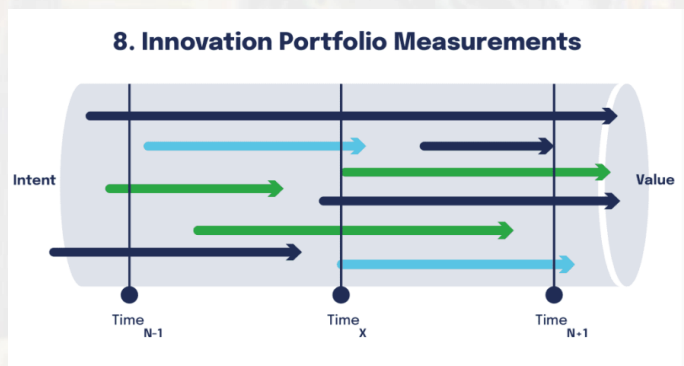 8. Innovation Portfolio Measurements
Intent
Value
Time N-1
Time X
Time N+1